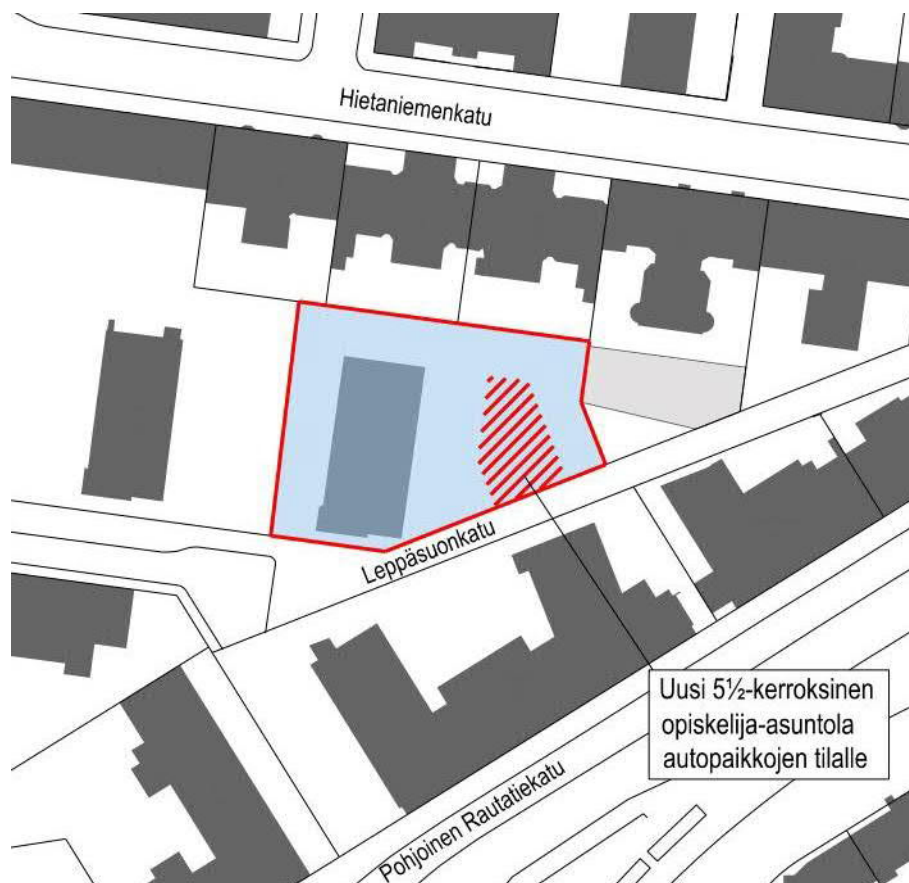 Hietaniemenkatu
Leppäsuonkatu
Uusi 5½-kerroksinen
opiskelija-asuntola
autopaikkojen tilalle
Pohjoinen Rautatiekatu